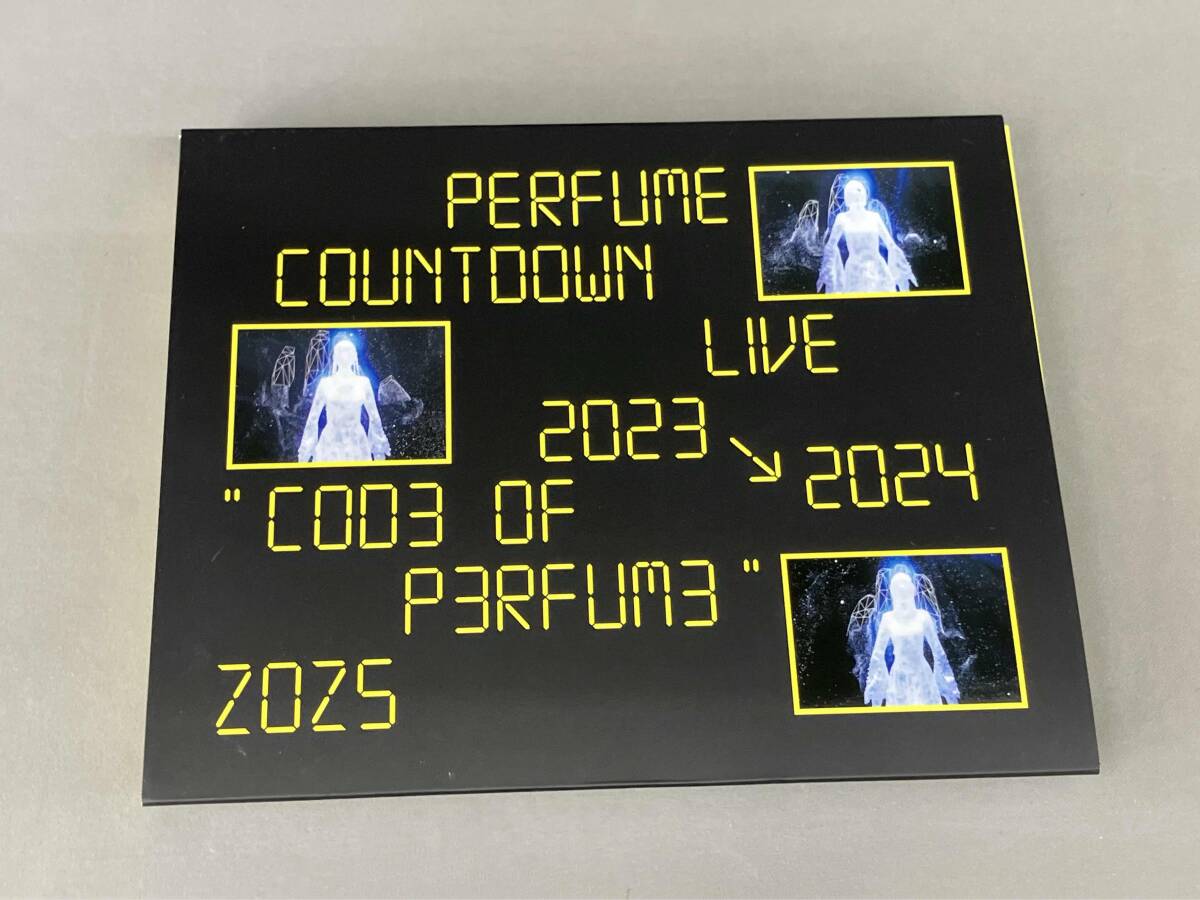 PERFUME
COUNTDOWN
LIVE
2023↘2024
"COD3 OF
P3RFUM3"
ZOZ5